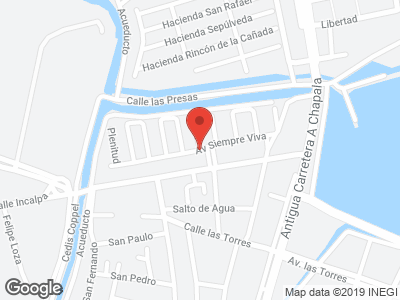 Hacienda San Rafael
Hacienda Sepúlveda
Hacienda Rincón de la Cañada
Libertad
Acueducto
Calle las Presas
Plenitud
Av Siempre Viva
Antigua Carretera A Chapala
Calle Incalpa
Felipe Loza
Cedis Coppel
Acueducto
San Fernando
San Paulo
San Pedro
Salto de Agua
Calle las Torres
Av. las Torres
Google
Map data ©2019 INEGI